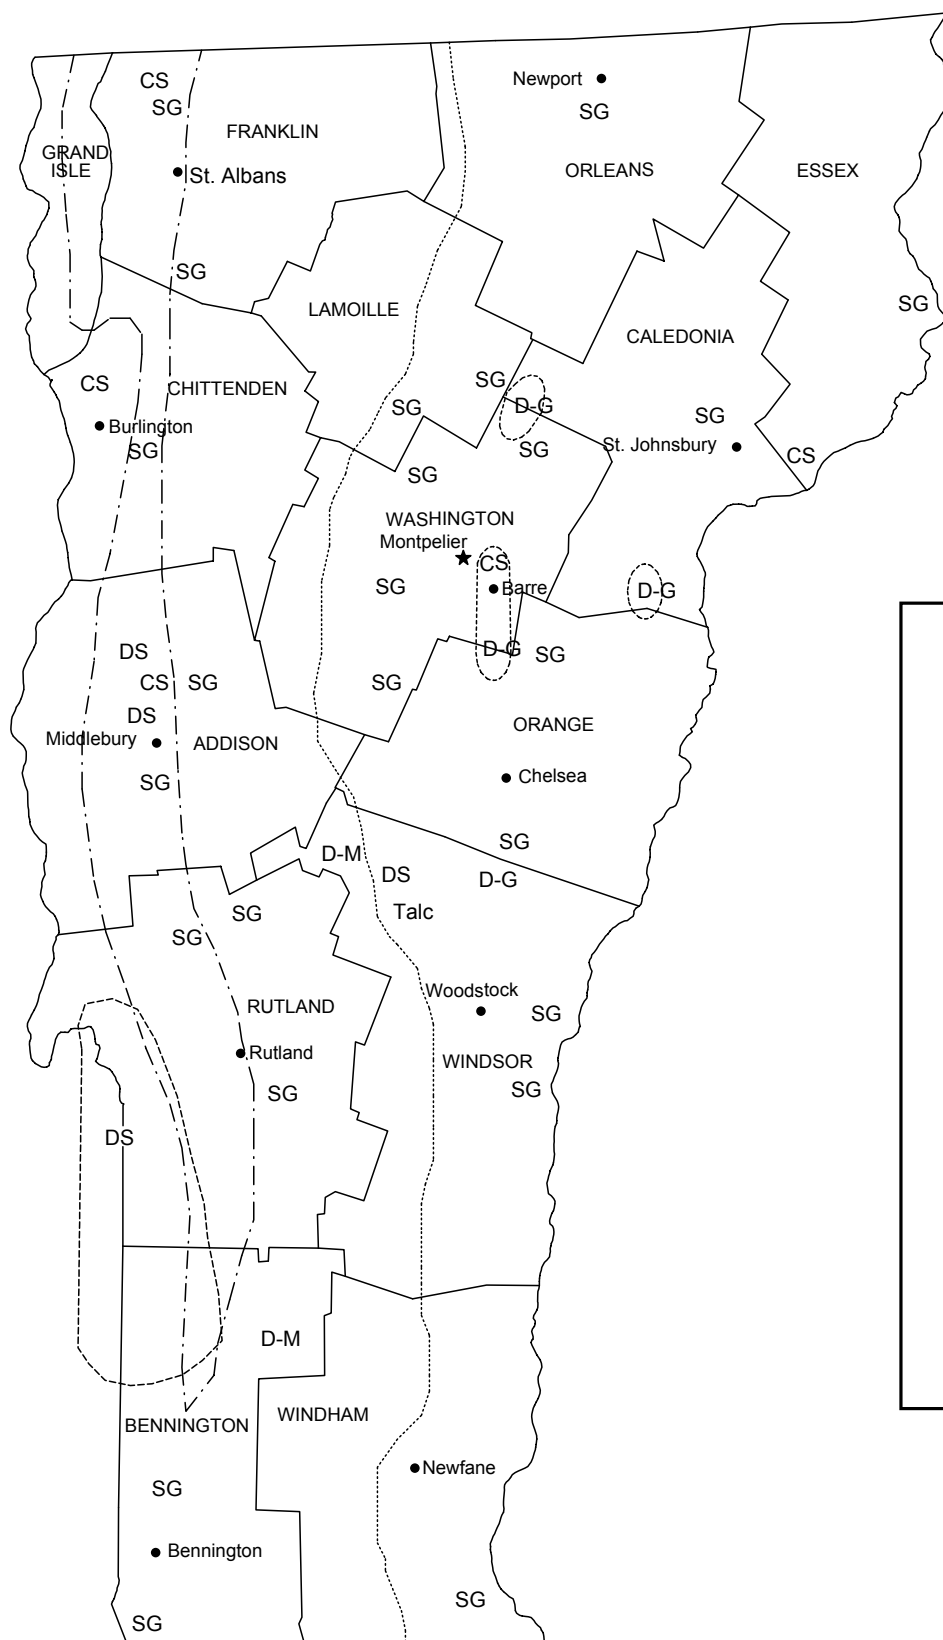 Newport
CS
SG
SG
FRANKLIN
GRAND
ISLE
ORLEANS
ESSEX
St. Albans
SG
SG
LAMOILLE
CALEDONIA
SG
CS
CHITTENDEN
D-G
SG
SG
Burlington
SG
St. Johnsbury
SG
CS
SG
WASHINGTON
Montpelier
CS
SG
Barre
D-G
DS
D-G
SG
CS
SG
SG
DS
ORANGE
Middlebury
ADDISON
Chelsea
SG
SG
D-M
DS
D-G
Talc
SG
SG
Woodstock
RUTLAND
SG
Rutland
WINDSOR
SG
SG
DS
D-M
WINDHAM
BENNINGTON
Newfane
SG
Bennington
SG
SG